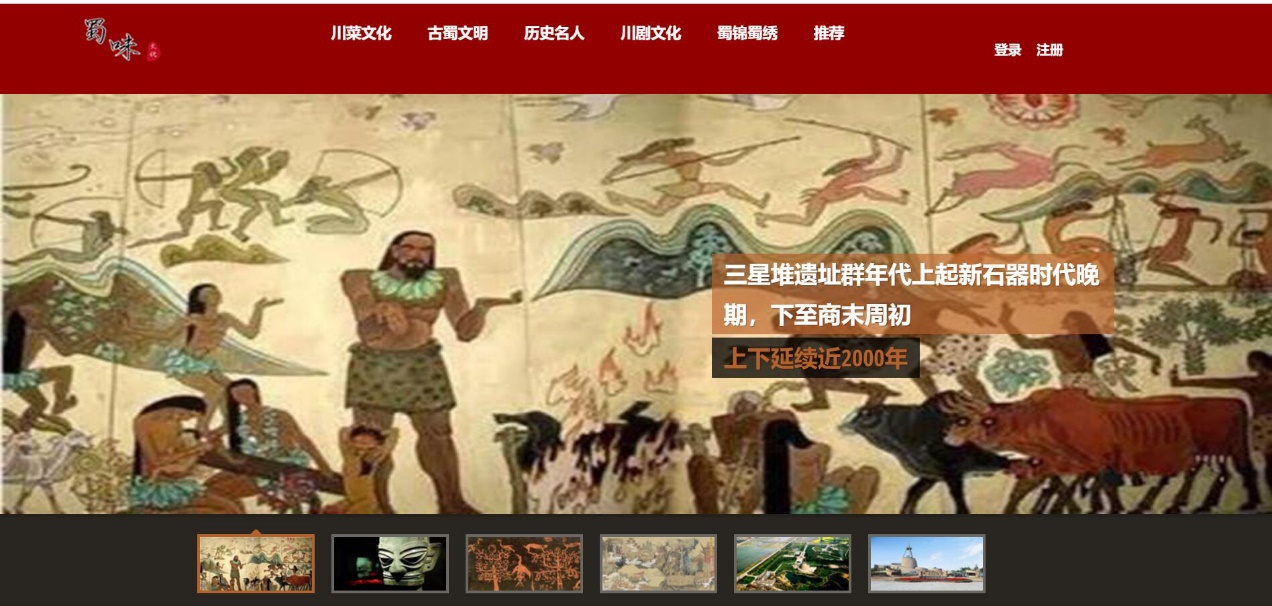 蜀味
文化
川菜文化 古蜀文明 历史名人 川剧文化 蜀锦蜀绣 推荐
登录 注册
三星堆遗址群年代上起新石器时代晚
期，下至商末周初
上下延续近2000年